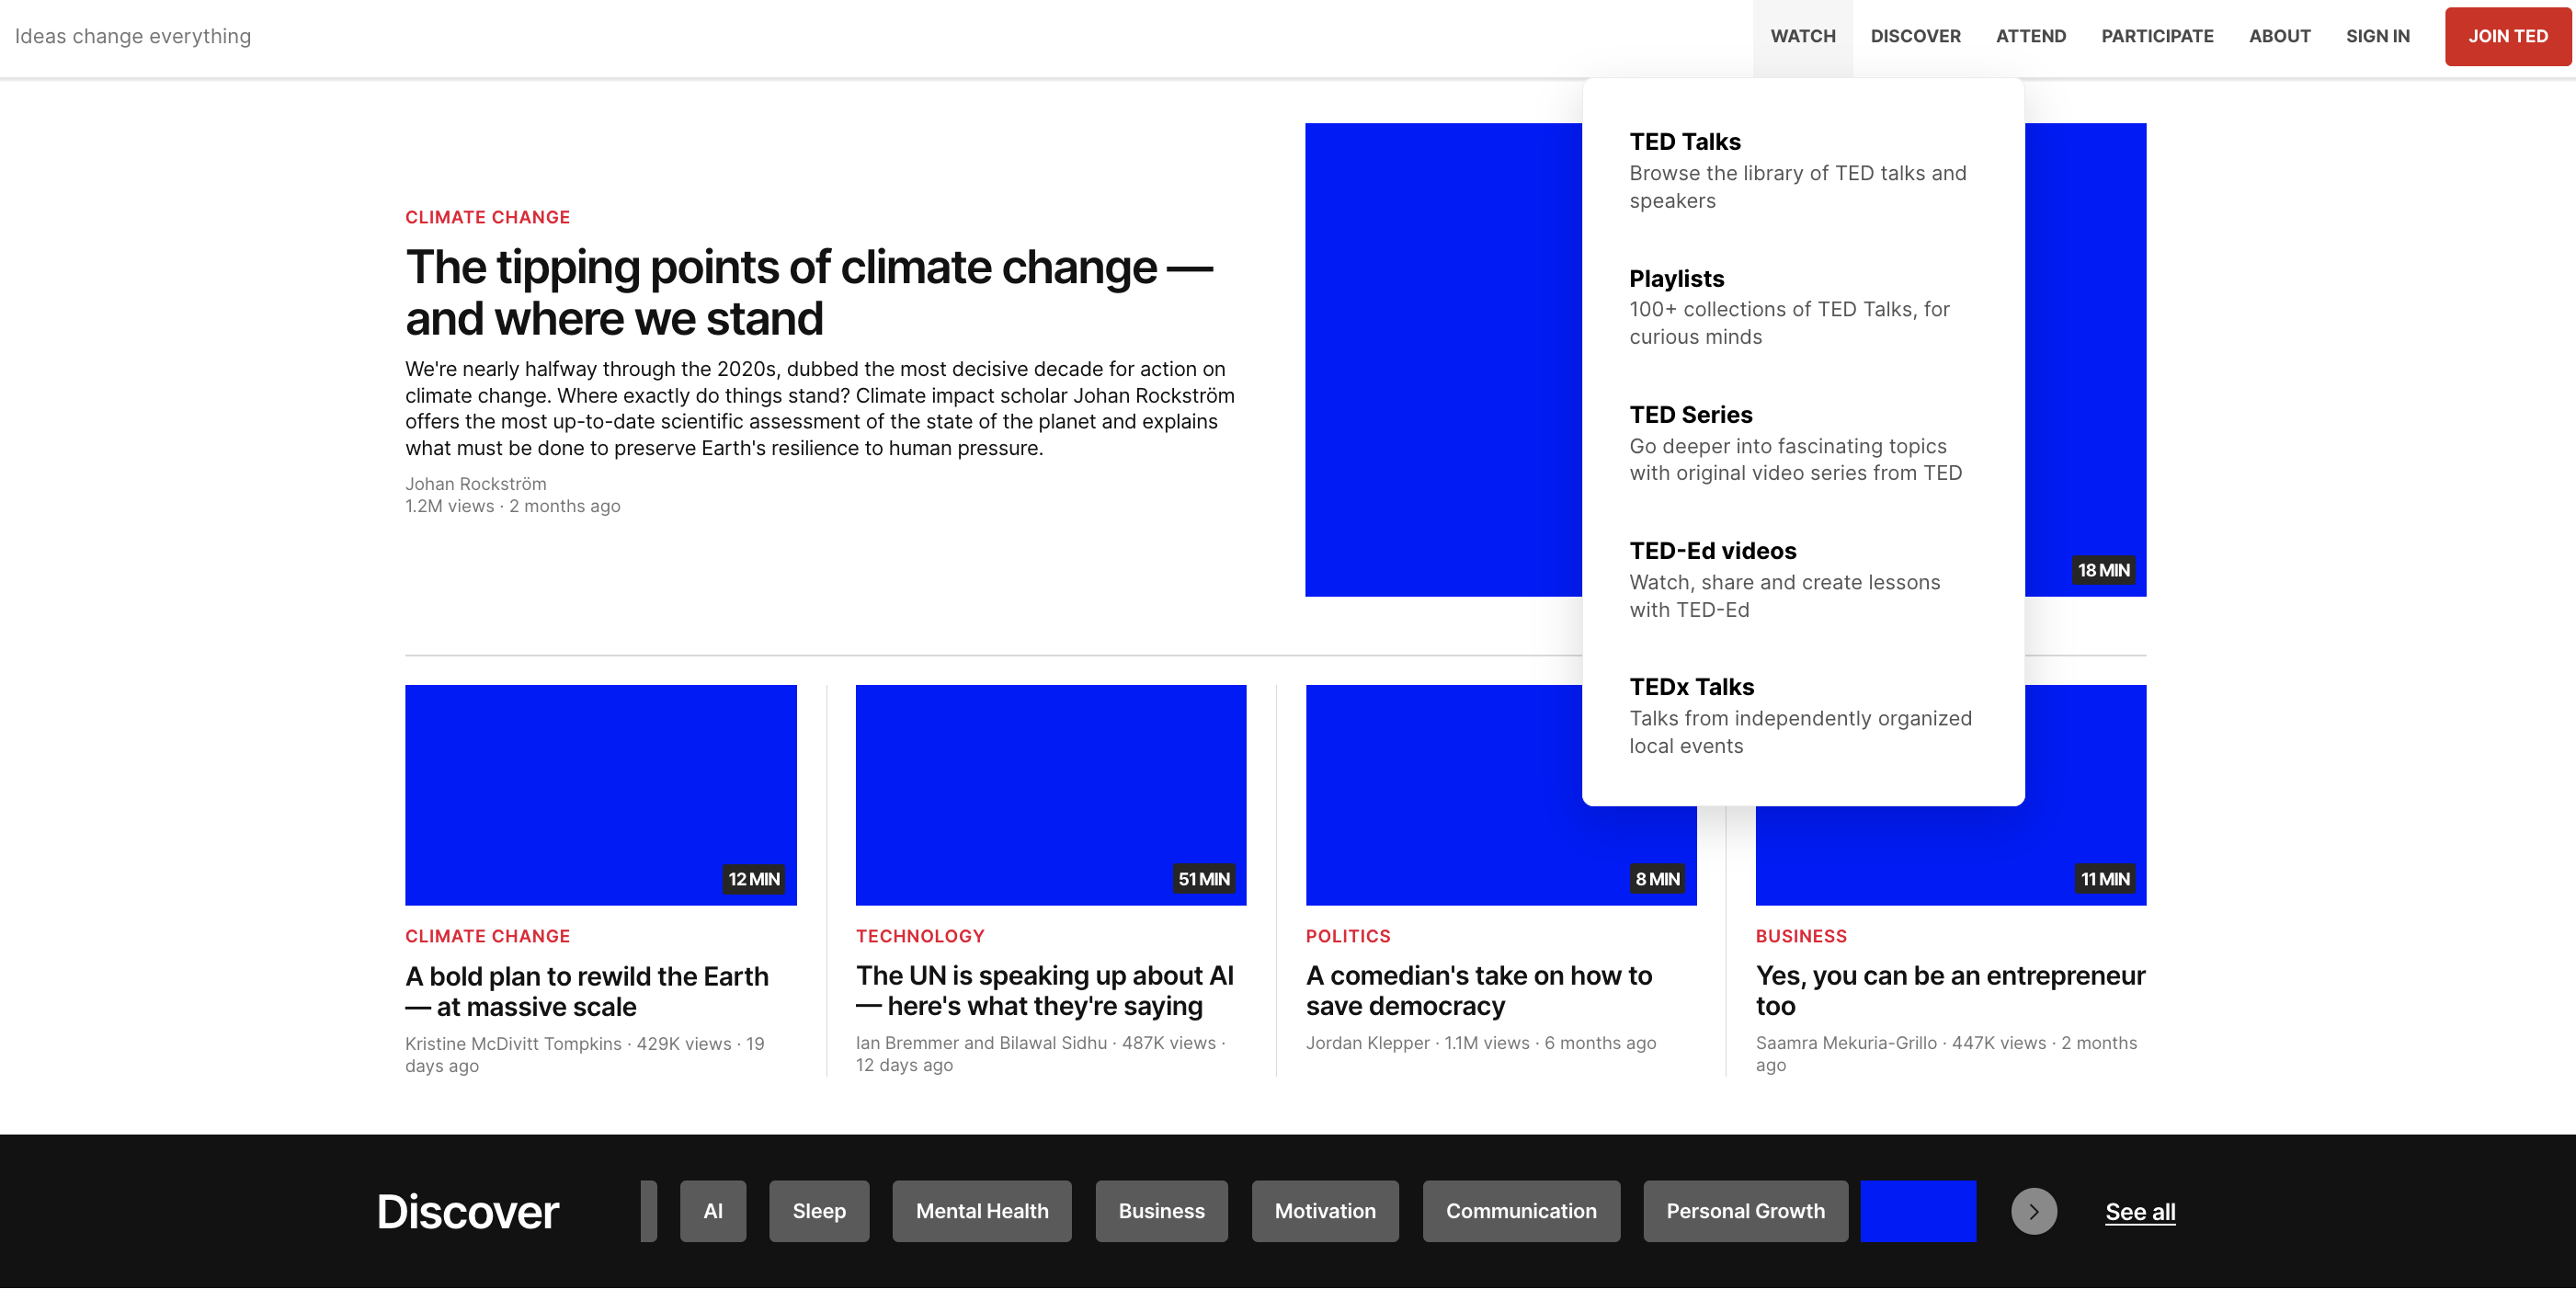 Ideas change everything
WATCH
DISCOVER
ATTEND
PARTICIPATE
ABOUT
SIGN IN
JOIN TED
TED Talks
Browse the library of TED talks and
speakers
Playlists
100+ collections of TED Talks, for
curious minds
TED Series
Go deeper into fascinating topics
with original video series from TED
TED-Ed videos
Watch, share and create lessons
with TED-Ed
TEDx Talks
Talks from independently organized
local events
CLIMATE CHANGE
The tipping points of climate change —
and where we stand
We're nearly halfway through the 2020s, dubbed the most decisive decade for action on
climate change. Where exactly do things stand? Climate impact scholar Johan Rockström
offers the most up-to-date scientific assessment of the state of the planet and explains
what must be done to preserve Earth's resilience to human pressure.
Johan Rockström
1.2M views · 2 months ago
18 MIN
12 MIN
CLIMATE CHANGE
A bold plan to rewild the Earth
— at massive scale
Kristine McDivitt Tompkins · 429K views · 19
days ago
51 MIN
TECHNOLOGY
The UN is speaking up about AI
— here's what they're saying
Ian Bremmer and Bilawal Sidhu · 487K views ·
12 days ago
8 MIN
POLITICS
A comedian's take on how to
save democracy
Jordan Klepper · 1.1M views · 6 months ago
11 MIN
BUSINESS
Yes, you can be an entrepreneur
too
Saamra Mekuria-Grillo · 447K views · 2 months
ago
Discover
AI
Sleep
Mental Health
Business
Motivation
Communication
Personal Growth
See all